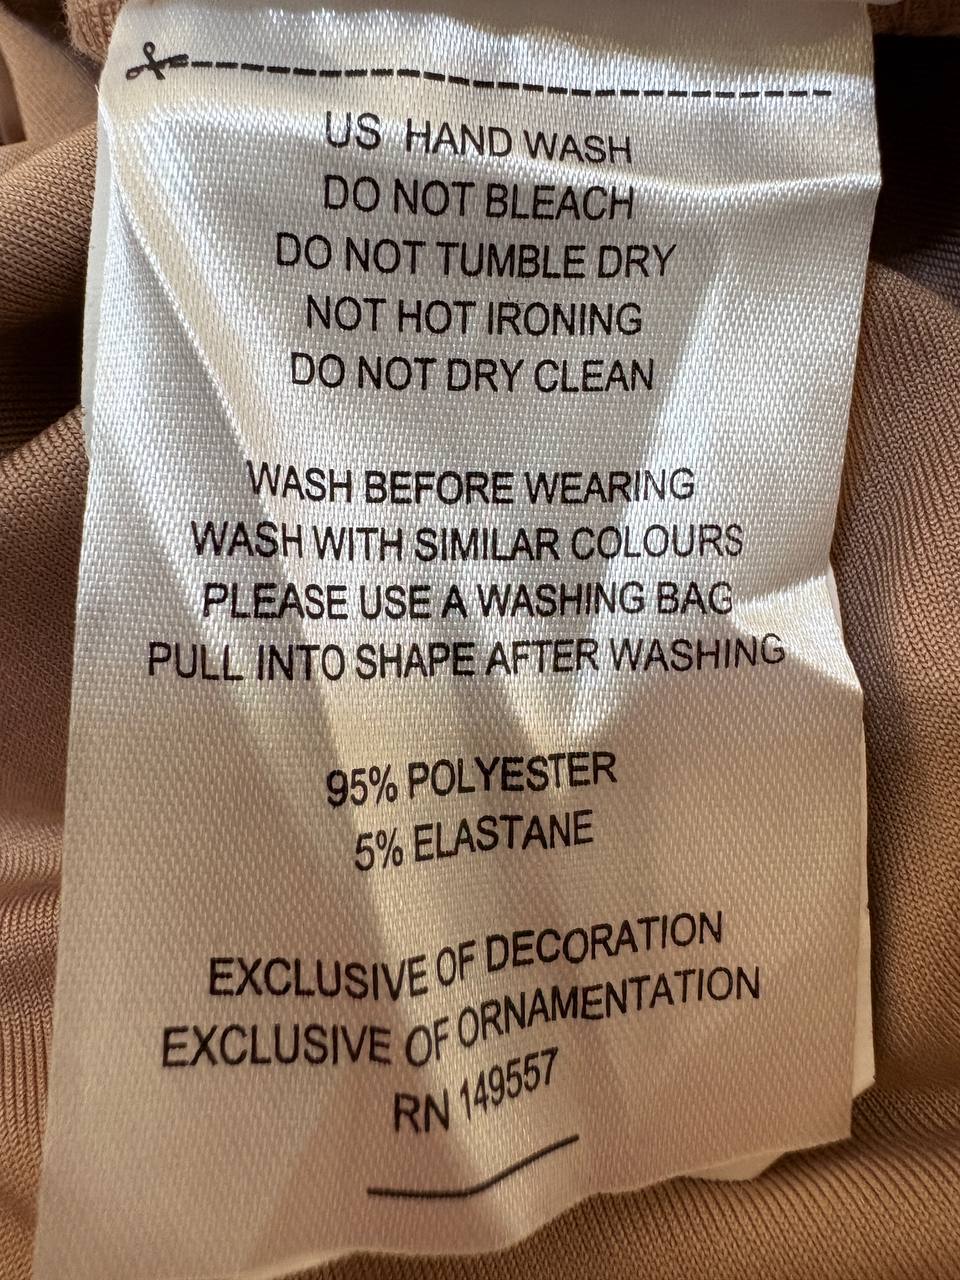 US HAND WASH
DO NOT BLEACH
DO NOT TUMBLE DRY
NOT HOT IRONING
DO NOT DRY CLEAN
WASH BEFORE WEARING
WASH WITH SIMILAR COLOURS
PLEASE USE A WASHING BAG
PULL INTO SHAPE AFTER WASHING
95% POLYESTER
5% ELASTANE
EXCLUSIVE OF DECORATION
EXCLUSIVE OF ORNAMENTATION
RN 149557